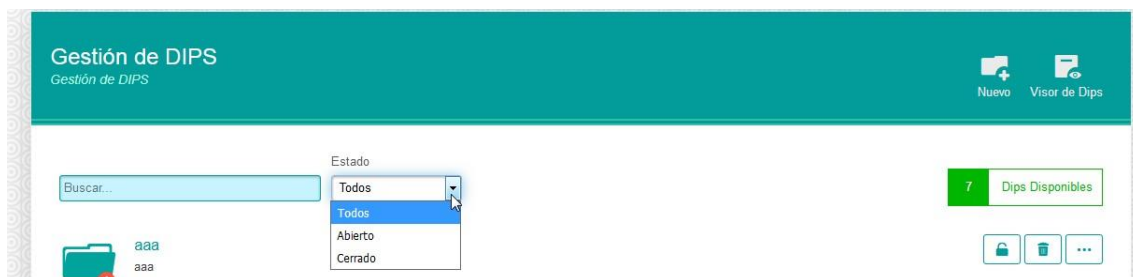 Gestión de DIPS
Gestión de DIPS
Nuevo Visor de Dips
Estado
Buscar... Todos
7 Dips Disponibles
Todos
Abierto
Cerrado
aaa
aaa